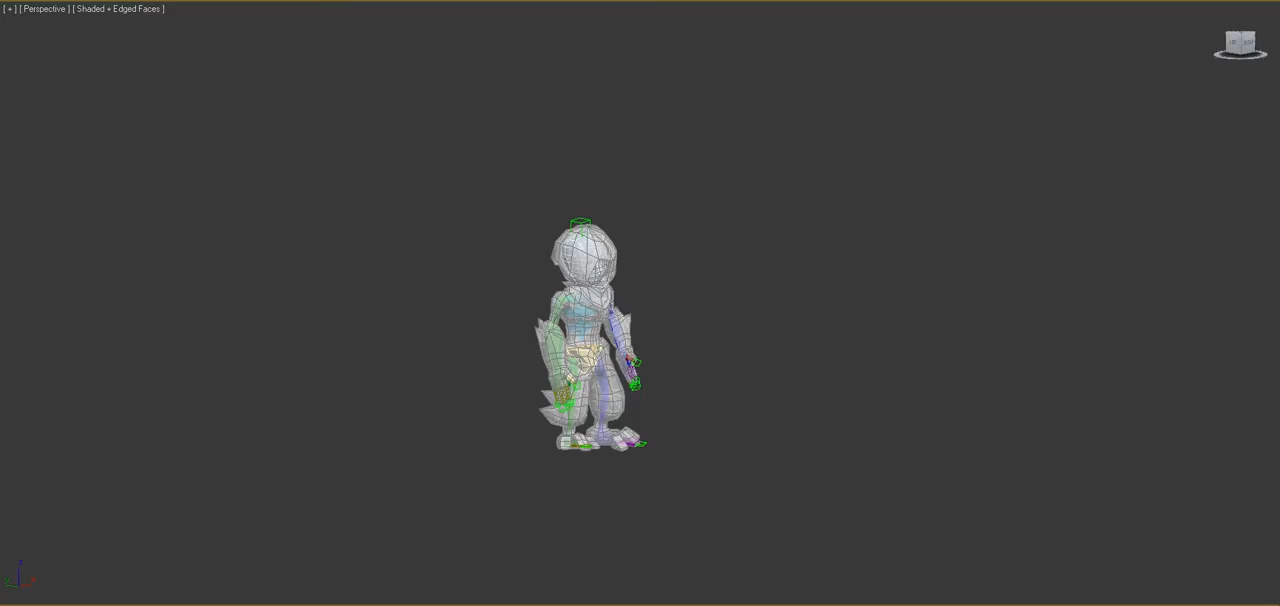 [ + ] [ Perspective ] [ Shaded + Edged Faces ]